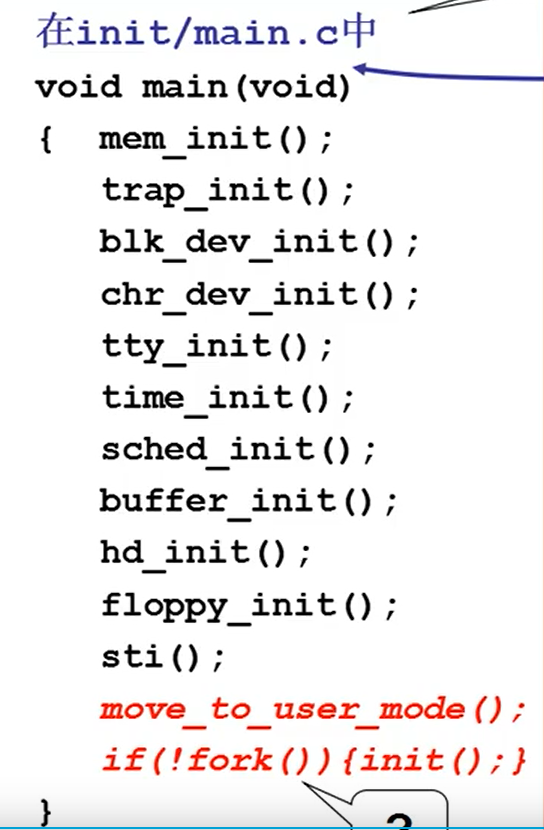 在init/main.c中
void main(void)
{ mem_init();
trap_init();
blk_dev_init();
chr_dev_init();
tty_init();
time_init();
sched_init();
buffer_init();
hd_init();
floppy_init();
sti();
move_to_user_mode();
if(!fork()){init();}
}